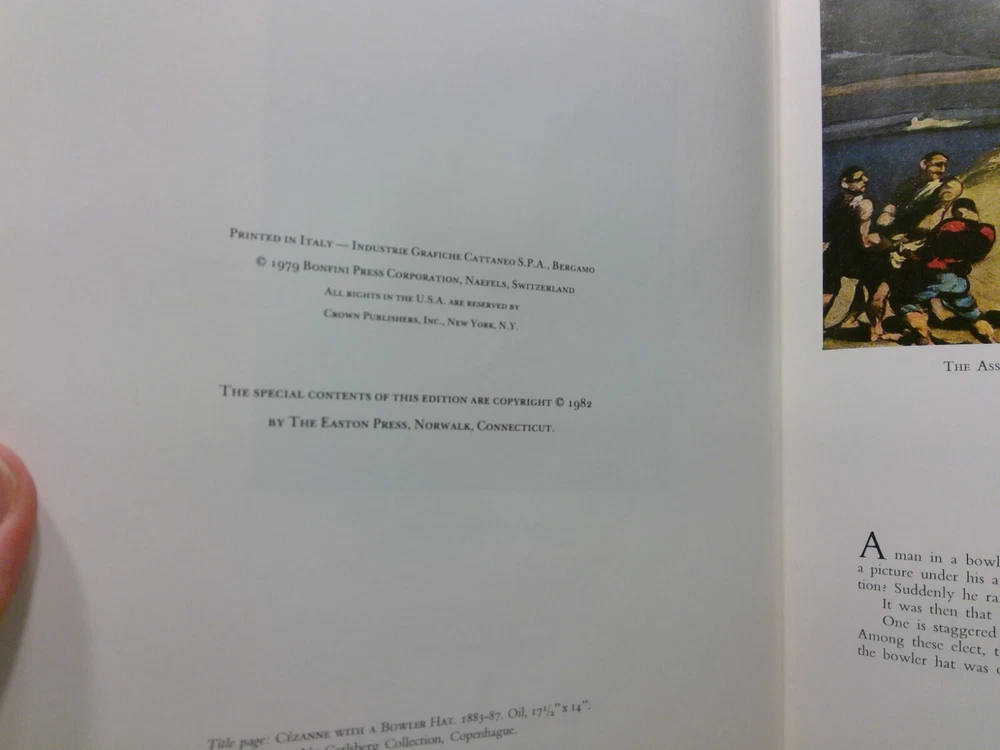 Printed in Italy — Industrie Grafiche Cattaneo S.P.A., Bergamo
© 1979 Bonfini Press Corporation, Naefels, Switzerland
All rights in the U.S.A. are reserved by
Crown Publishers, Inc., New York, N.Y.
The special contents of this edition are copyright © 1982
by The Easton Press, Norwalk, Connecticut.
Title page: Cézanne with a Bowler Hat. 1883-87. Oil, 17½" x 14".
Carlsberg Collection, Copenhague.
The Ass
A man in a bowl
a picture under his a
tion? Suddenly he ra
It was then that
One is staggered
Among these elect, t
the bowler hat was